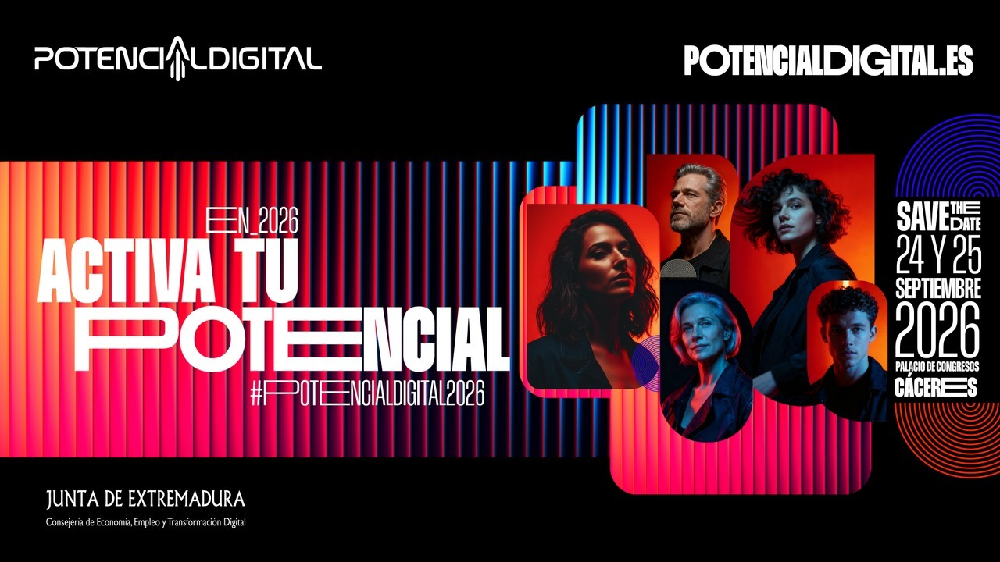 POTENCIALDIGITAL
POTENCIALDIGITAL.ES
EN_2026
ACTIVA TU
POTENCIAL
#POTENCIALDIGITAL2026
SAVE THE DATE
24 Y 25
SEPTIEMBRE
2026
PALACIO DE CONGRESOS
CÁCERES
JUNTA DE EXTREMADURA
Consejería de Economía, Empleo y Transformación Digital